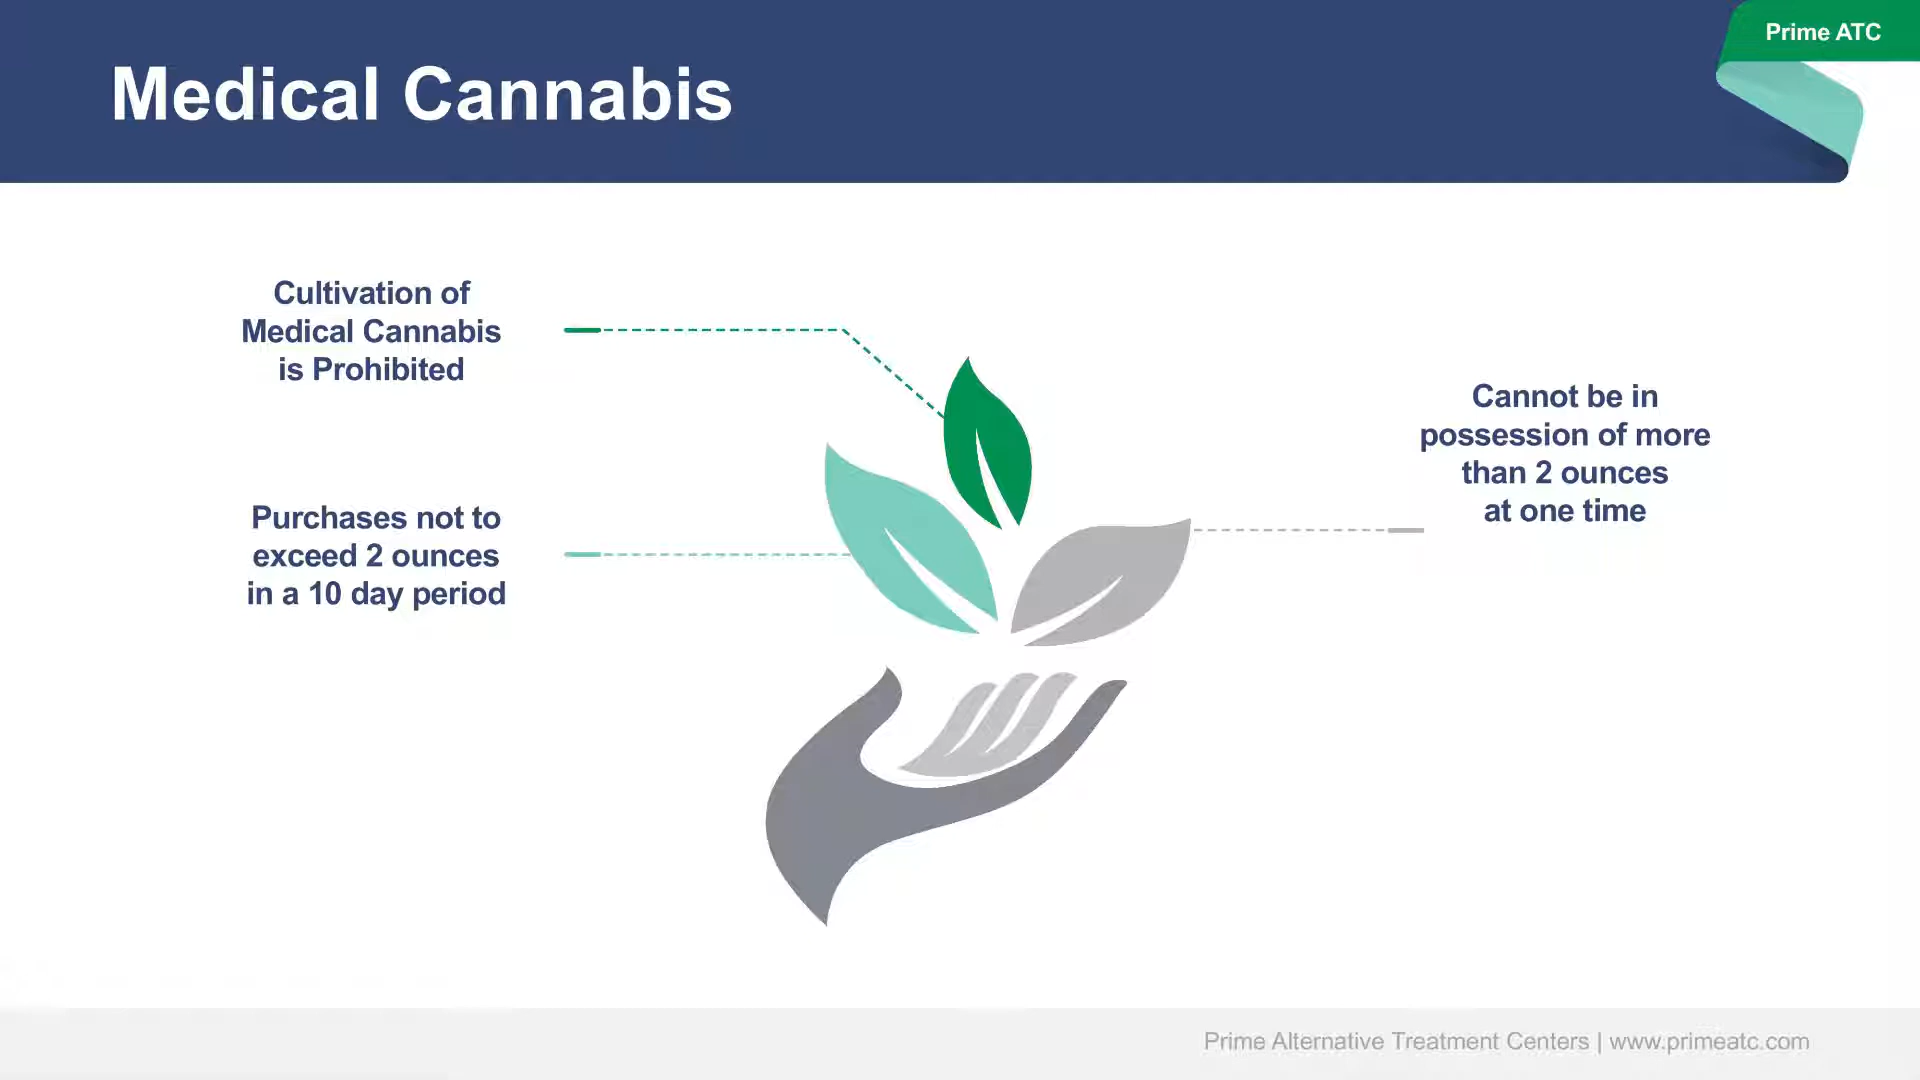 Prime ATC
Medical Cannabis
Cultivation of
Medical Cannabis
is Prohibited
Purchases not to
exceed 2 ounces
in a 10 day period
Cannot be in
possession of more
than 2 ounces
at one time
Prime Alternative Treatment Centers | www.primeatc.com